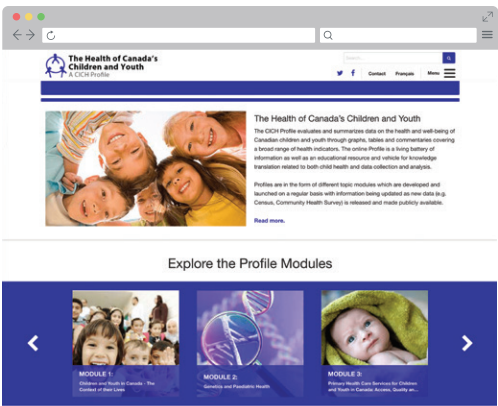 The Health of Canada's
Children and Youth
A CICH Profile
Search...
Contact Français Menu
The Health of Canada's Children and Youth
The CICH Profile evaluates and summarizes data on the health and well-being of
Canadian children and youth through graphs, tables and commentaries covering
a broad range of health indicators. The online Profile is a living battery of
information as well as an educational resource and vehicle for knowledge
translation related to both child health and data collection and analysis.
Profiles are in the form of different topic modules which are developed and
launched on a regular basis with information being updated as new data (e.g.
Census, Community Health Survey) is released and made publicly available.
Read more.
Explore the Profile Modules
MODULE 1:
Children and Youth in Canada - The
Context of their Lives
MODULE 2:
Genetics and Paediatric Health
MODULE 3:
Primary Health Care Services for Children
and Youth in Canada: Access, Quality an...